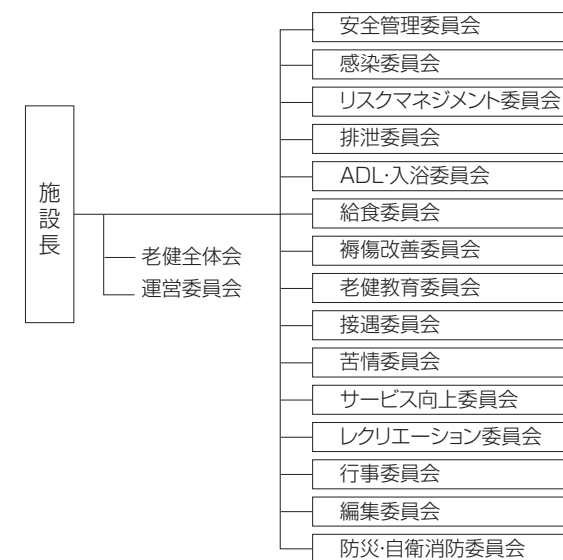 施設長
老健全体会
運営委員会
安全管理委員会
感染委員会
リスクマネジメント委員会
排泄委員会
ADL・入浴委員会
給食委員会
褥傷改善委員会
老健教育委員会
接遇委員会
苦情委員会
サービス向上委員会
レクリエーション委員会
行事委員会
編集委員会
防災・自衛消防委員会